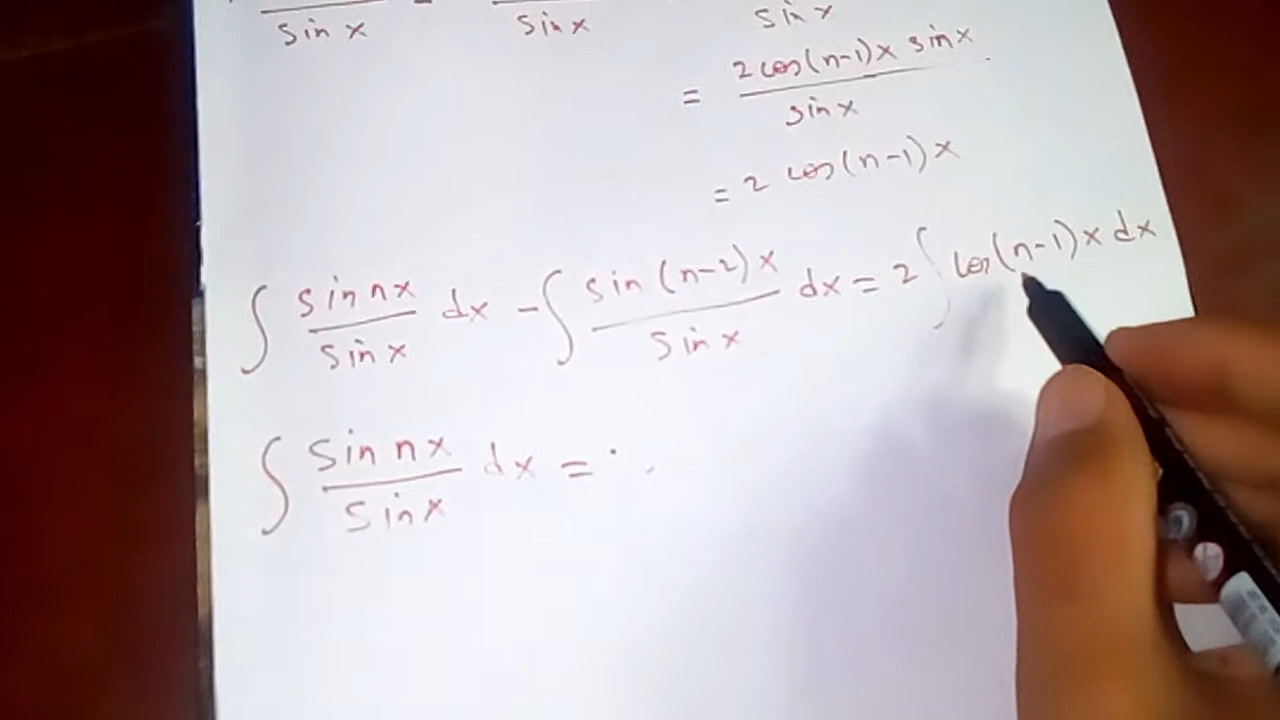 sin x - sin x sin x
= 2 cos(n-1)x sin x / sin x
= 2 cos(n-1)x
∫ sin nx / sin x dx - ∫ sin (n-2)x / sin x dx = 2 ∫ cos(n-1)x dx
∫ sin nx / sin x dx =